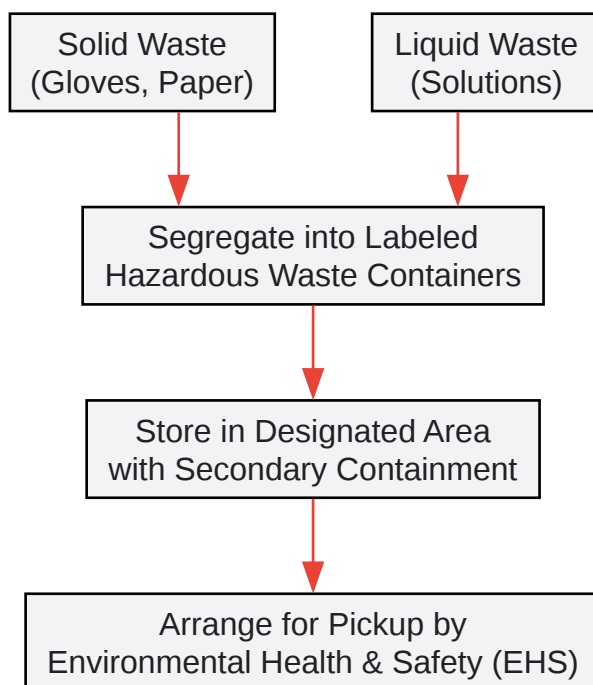 Solid Waste
(Gloves, Paper)
Liquid Waste
(Solutions)
Segregate into Labeled
Hazardous Waste Containers
Store in Designated Area
with Secondary Containment
Arrange for Pickup by
Environmental Health & Safety (EHS)